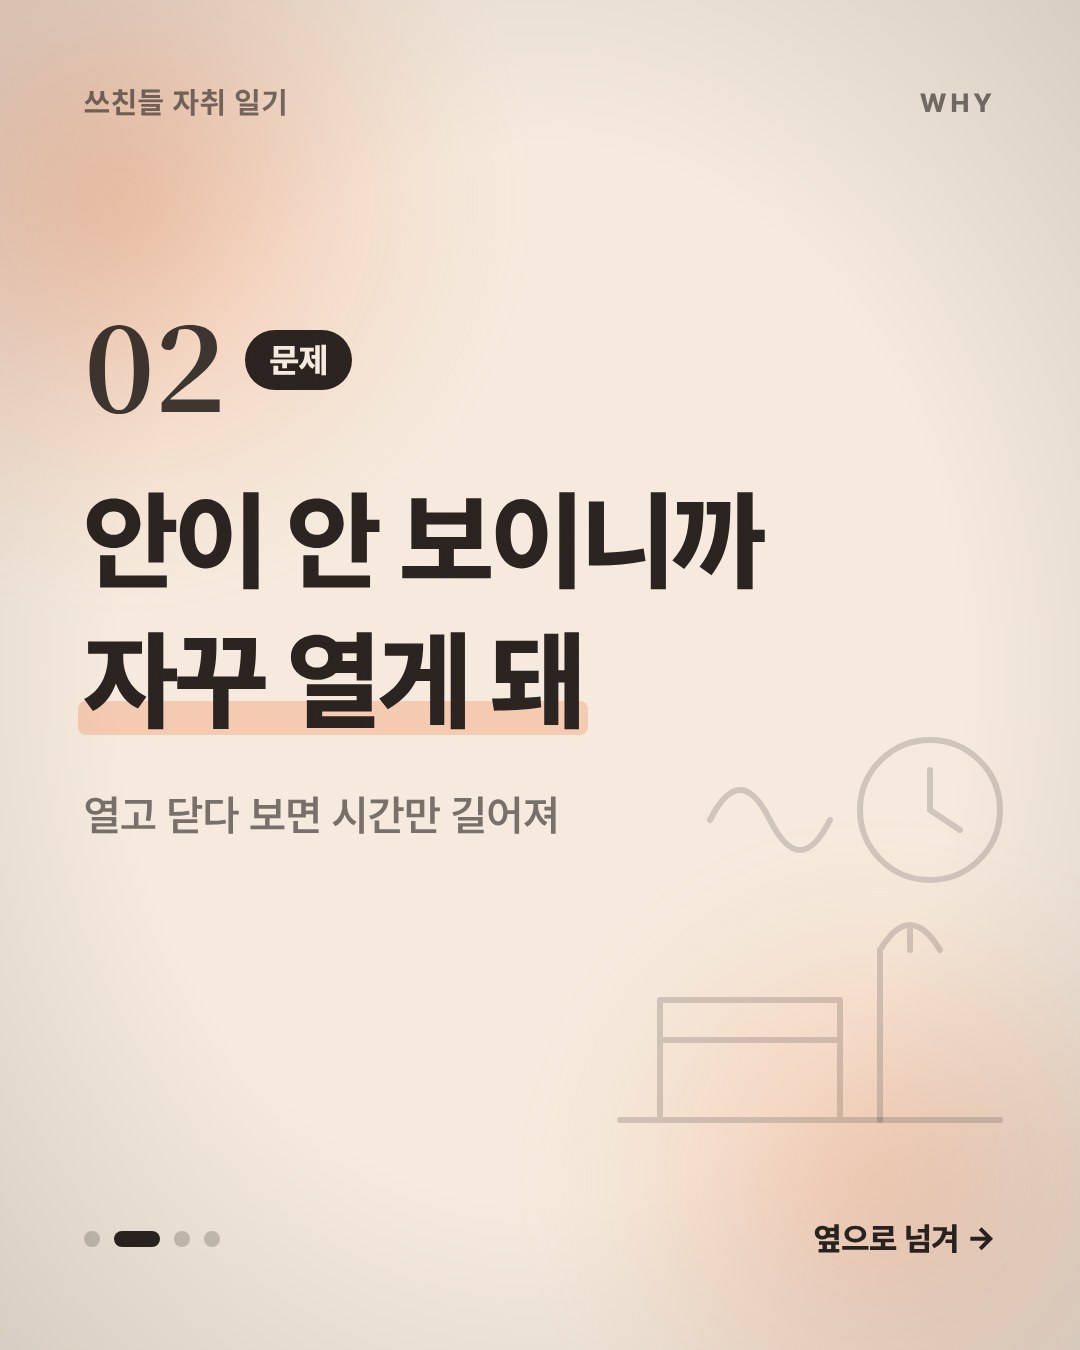 쓰친들 자취 일기
WHY
02 문제
안이 안 보이니까
자꾸 열게 돼
열고 닫다 보면 시간만 길어져
옆으로 넘겨 →